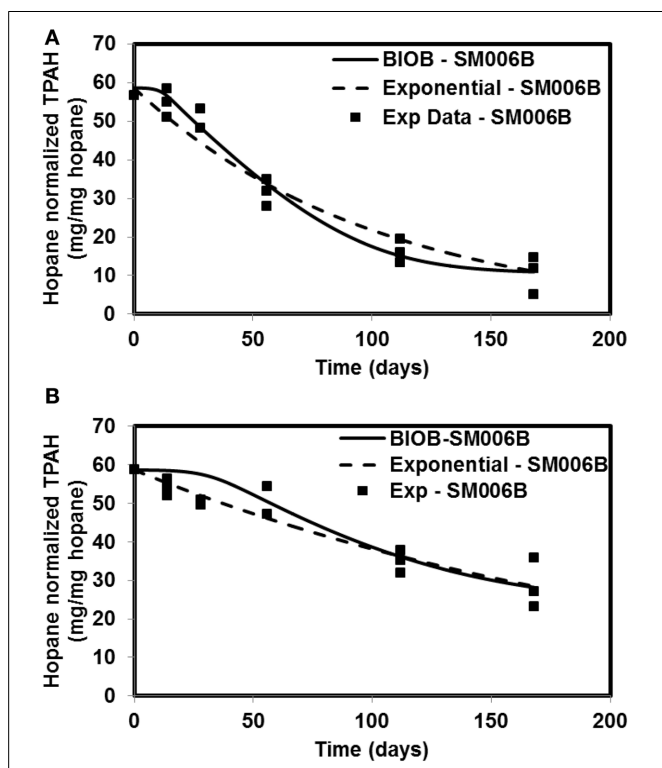 A
70
60
50
40
30
20
10
0
Hopane normalized TPAH
(mg/mg hopane)
BIOB - SM006B
Exponential - SM006B
Exp Data - SM006B
0 50 100 150 200
Time (days)
B
70
60
50
40
30
20
10
0
Hopane normalized TPAH
(mg/mg hopane)
BIOB-SM006B
Exponential - SM006B
Exp - SM006B
0 50 100 150 200
Time (days)